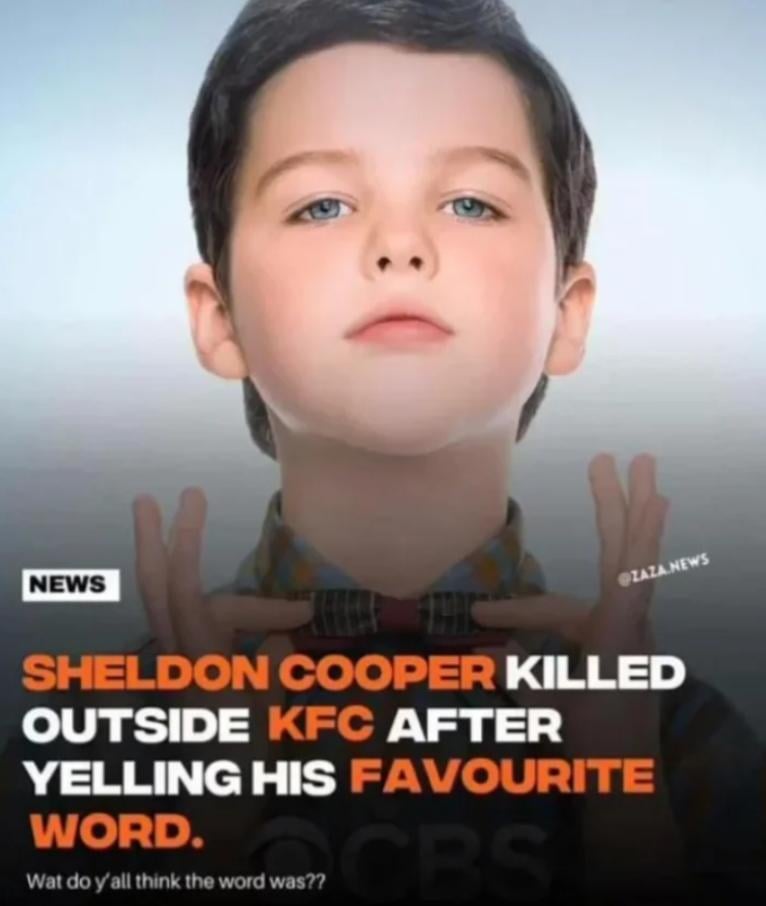 @ZAZA.NEWS
NEWS
SHELDON COOPER KILLED
OUTSIDE KFC AFTER
YELLING HIS FAVOURITE
WORD.
CBS
Wat do y'all think the word was??